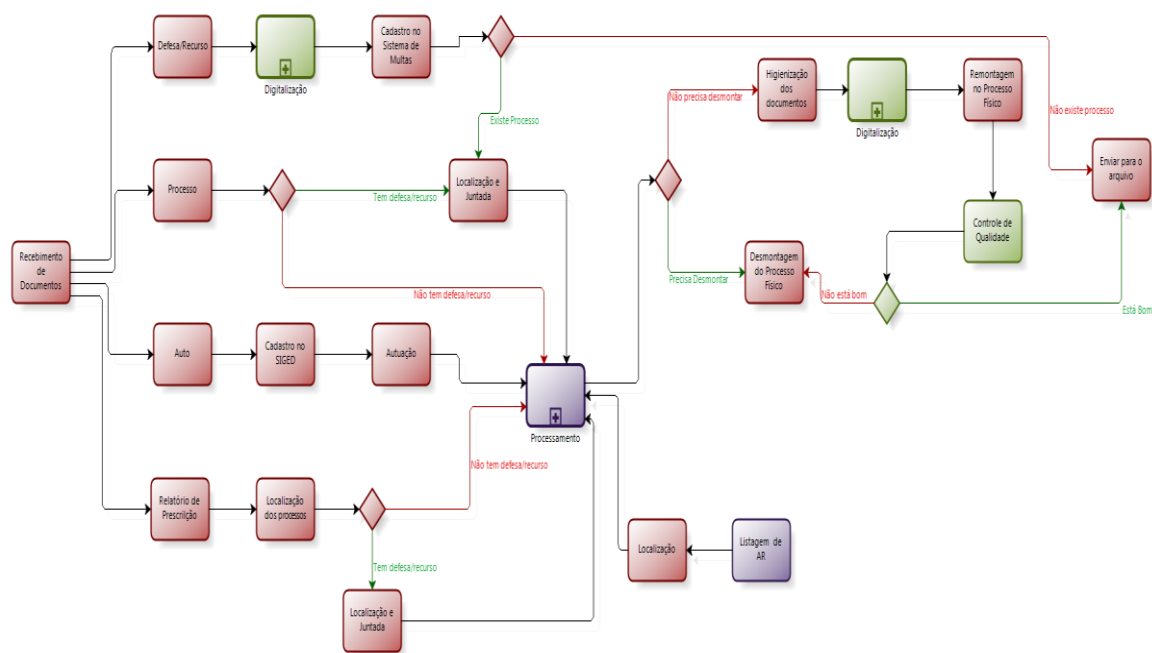 Defesa/Recurso
Digitalização
Cadastro no
Sistema de
Multas
Existe Processo
Não existe processo
Higienização
dos
documentos
Digitalização
Remontagem
no Processo
Físico
Não precisa desmontar
Enviar para o
arquivo
Processo
Tem defesa/recurso
Localização e
Juntada
Não tem defesa/recurso
Controle de
Qualidade
Precisa Desmontar
Desmontagem
do Processo
Físico
Não está bom
Está Bom
Recebimento
de
Documentos
Auto
Cadastro no
SIGED
Autuação
Processamento
Não tem defesa/recurso
Relatório de
Prescrilção
Localização
dos processos
Tem defesa/recurso
Localização e
Juntada
Localização
Listagem de
AR